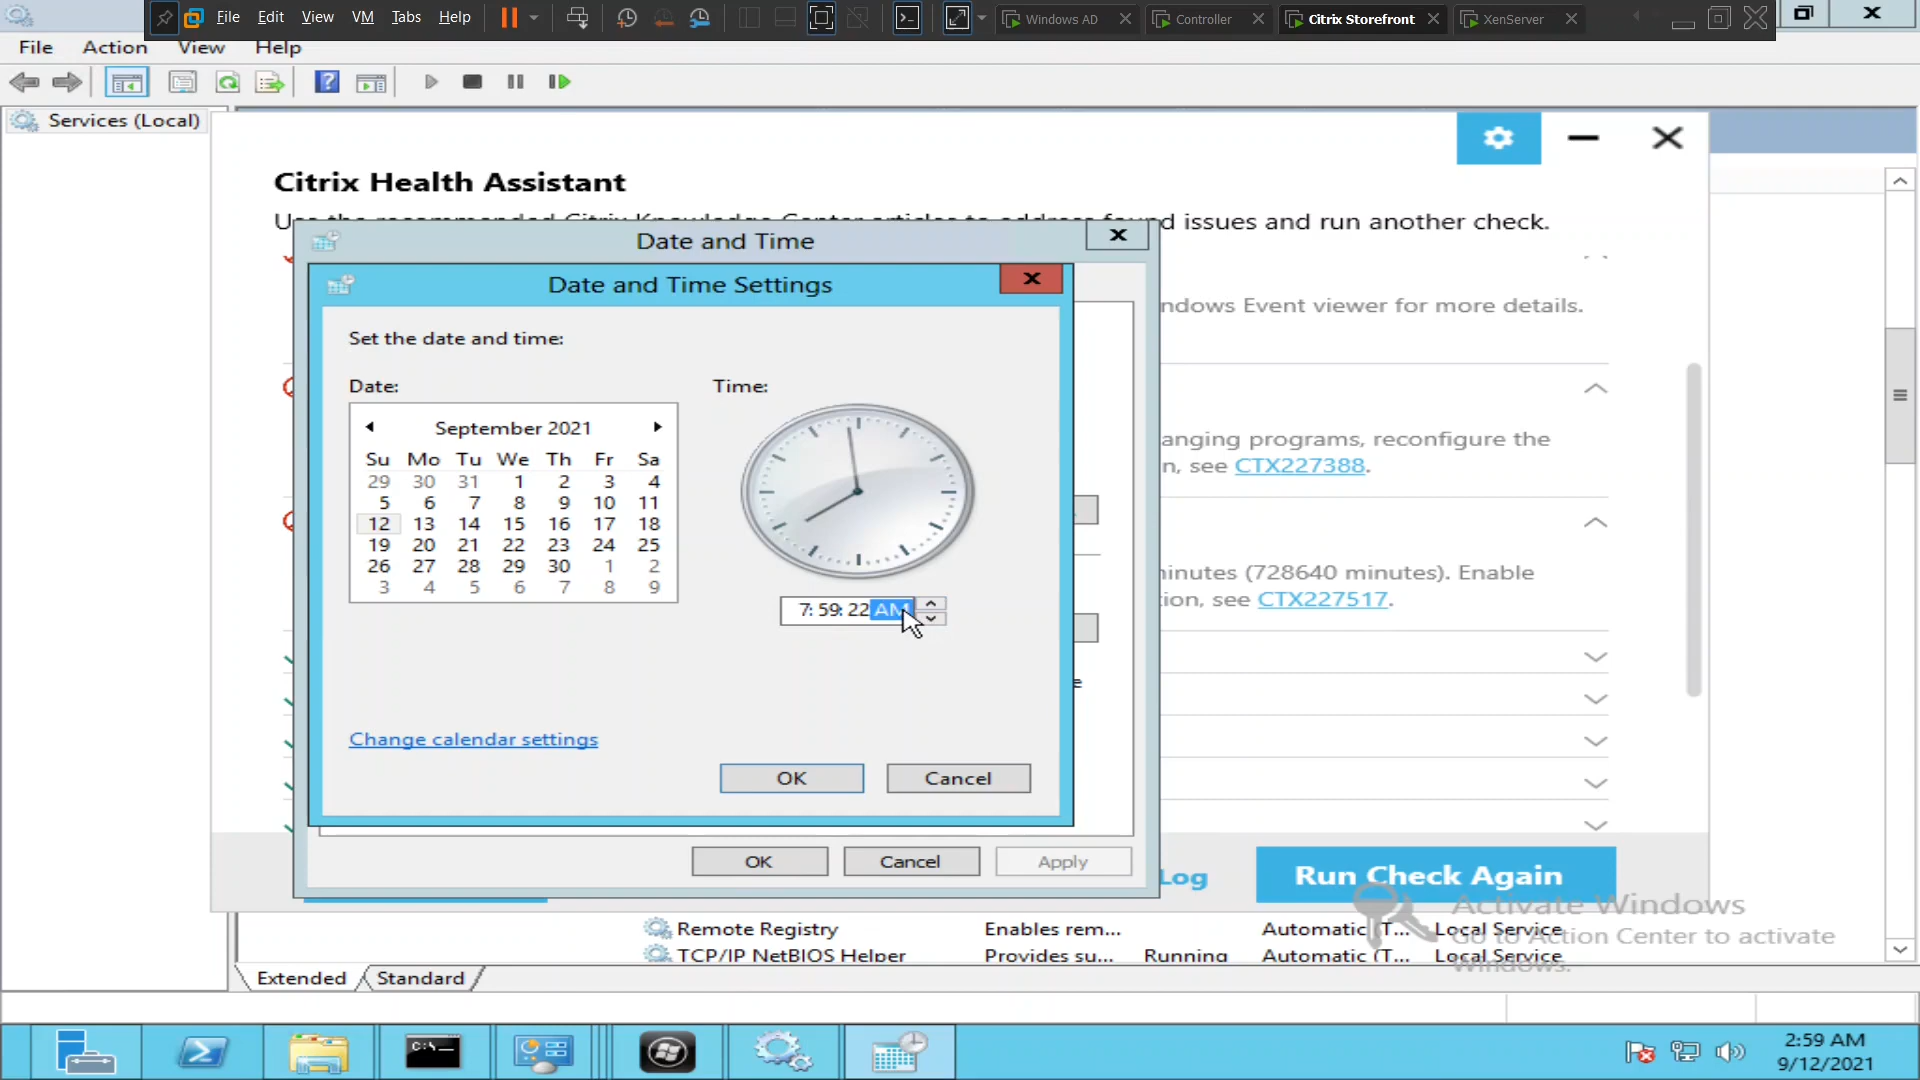 File Edit View VM Tabs Help
Windows AD
Controller
Citrix Storefront
XenServer
File Action View Help
Services (Local)
Citrix Health Assistant
d issues and run another check.
Date and Time
Date and Time Settings
ndows Event viewer for more details.
Set the date and time:
Date:
Time:
September 2021
Su Mo Tu We Th Fr Sa
29 30 31 1 2 3 4
5 6 7 8 9 10 11
12 13 14 15 16 17 18
19 20 21 22 23 24 25
26 27 28 29 30 1 2
3 4 5 6 7 8 9
7: 59: 22 AM
anging programs, reconfigure the
n, see CTX227388.
inutes (728640 minutes). Enable
ion, see CTX227517.
e
Change calendar settings
OK Cancel
OK Cancel Apply
Log
Run Check Again
Activate Windows
Go to Action Center to activate
Windows.
Remote Registry Enables rem... Automatic (T... Local Service
TCP/IP NetBIOS Helper Provides su... Running Automatic (T... Local Service
Extended Standard
C:\_
2:59 AM
9/12/2021